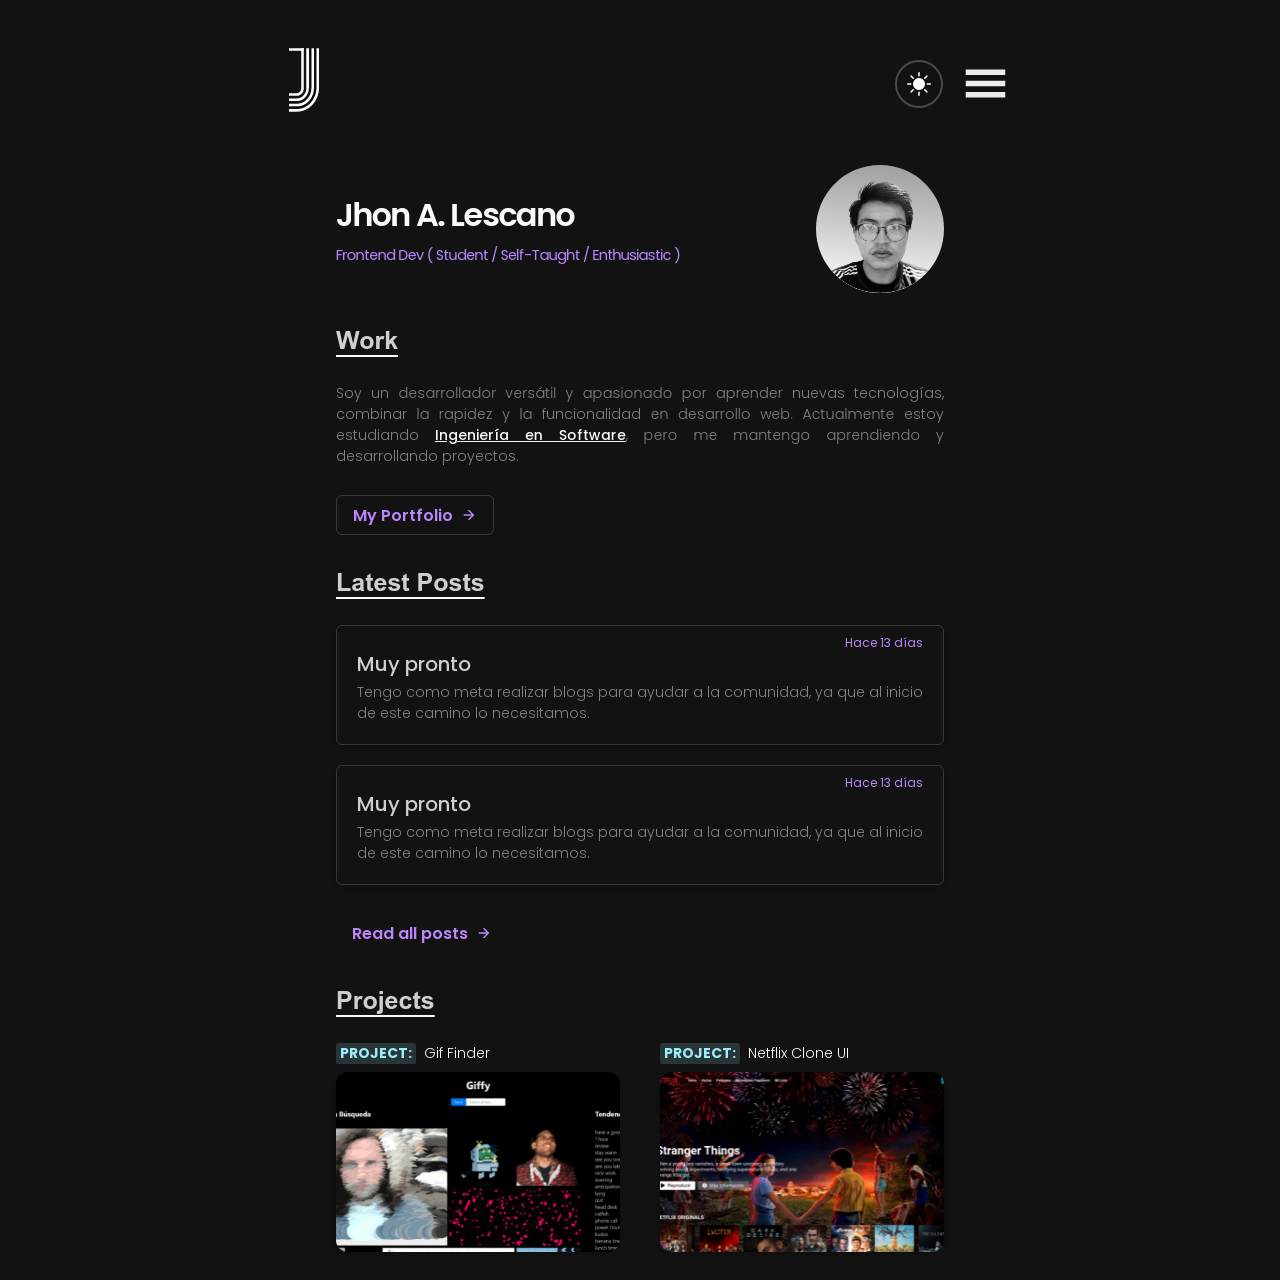 Jhon A. Lescano
Frontend Dev ( Student / Self-Taught / Enthusiastic )
Work
Soy un desarrollador versátil y apasionado por aprender nuevas tecnologías,
combinar la rapidez y la funcionalidad en desarrollo web. Actualmente estoy
estudiando Ingeniería en Software, pero me mantengo aprendiendo y
desarrollando proyectos.
My Portfolio
Latest Posts
Hace 13 días
Muy pronto
Tengo como meta realizar blogs para ayudar a la comunidad, ya que al inicio
de este camino lo necesitamos.
Hace 13 días
Muy pronto
Tengo como meta realizar blogs para ayudar a la comunidad, ya que al inicio
de este camino lo necesitamos.
Read all posts
Projects
PROJECT: Gif Finder
PROJECT: Netflix Clone UI
Giffy
Búsqueda
Stranger Things